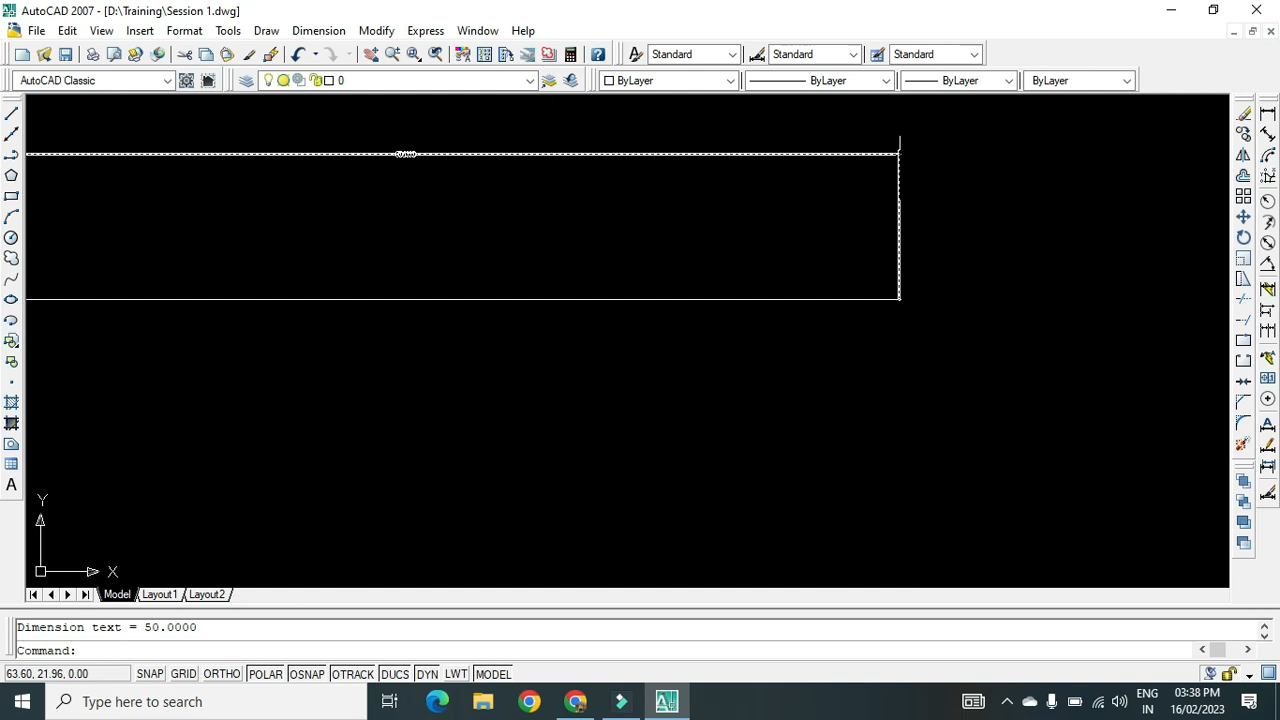 AutoCAD 2007 - [D:\Training\Session 1.dwg]
File Edit View Insert Format Tools Draw Dimension Modify Express Window Help
Standard Standard Standard
AutoCAD Classic 0 ByLayer ByLayer ByLayer ByLayer
Y
X
Model Layout1 Layout2
Dimension text = 50.0000
Command:
63.60, 21.96, 0.00 SNAP GRID ORTHO POLAR OSNAP OTRACK DUCS DYN LWT MODEL
Type here to search
ENG 03:38 PM
IN 16/02/2023